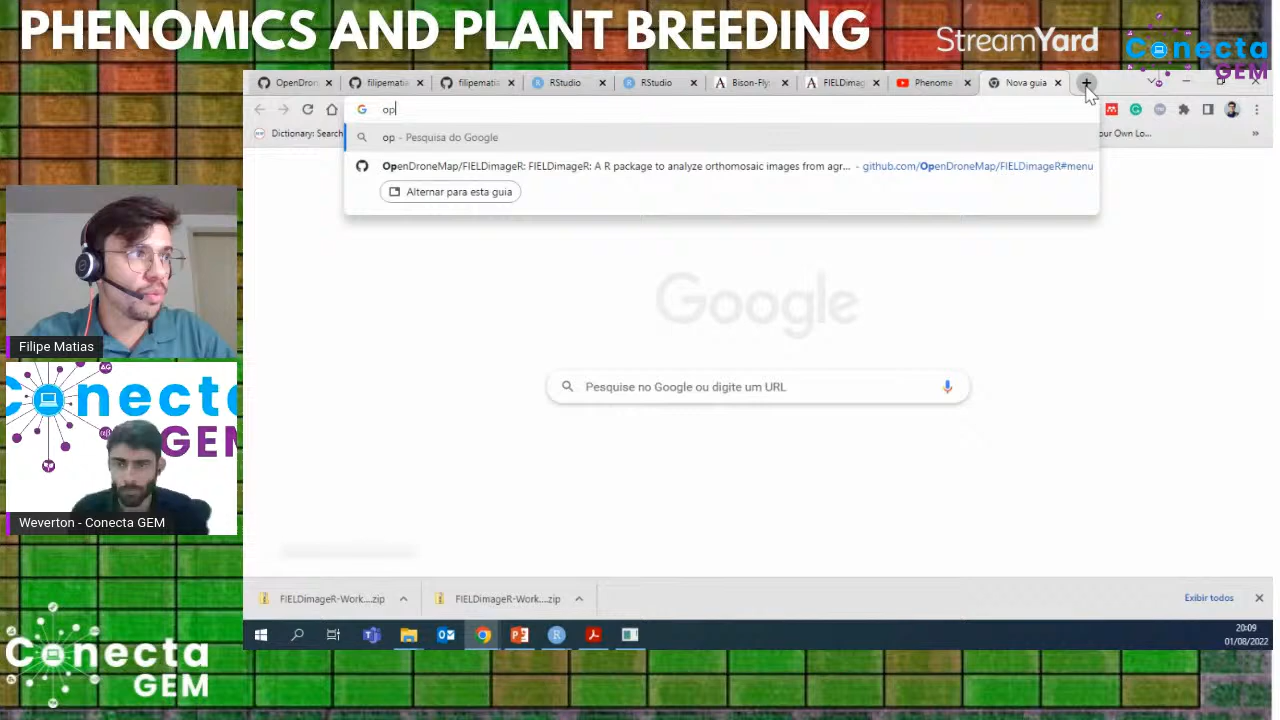 PHENOMICS AND PLANT BREEDING
StreamYard
Conecta
GEM
OpenDron
filipemati
filipemati
RStudio
RStudio
Bison-Fly:
FIELDimag
Phenome
Nova guia
op
Dictionary: Search
our Own Lo...
op - Pesquisa do Google
OpenDroneMap/FIELDimageR: FIELDimageR: A R package to analyze orthomosaic images from agr... - github.com/OpenDroneMap/FIELDimageR#menu
Alternar para esta guia
Google
Pesquise no Google ou digite um URL
Filipe Matias
Conecta
GEM
Weverton - Conecta GEM
FIELDimageR-Work....zip
FIELDimageR-Work....zip
Exibir todos
20:09
01/08/2022
Conecta
GEM